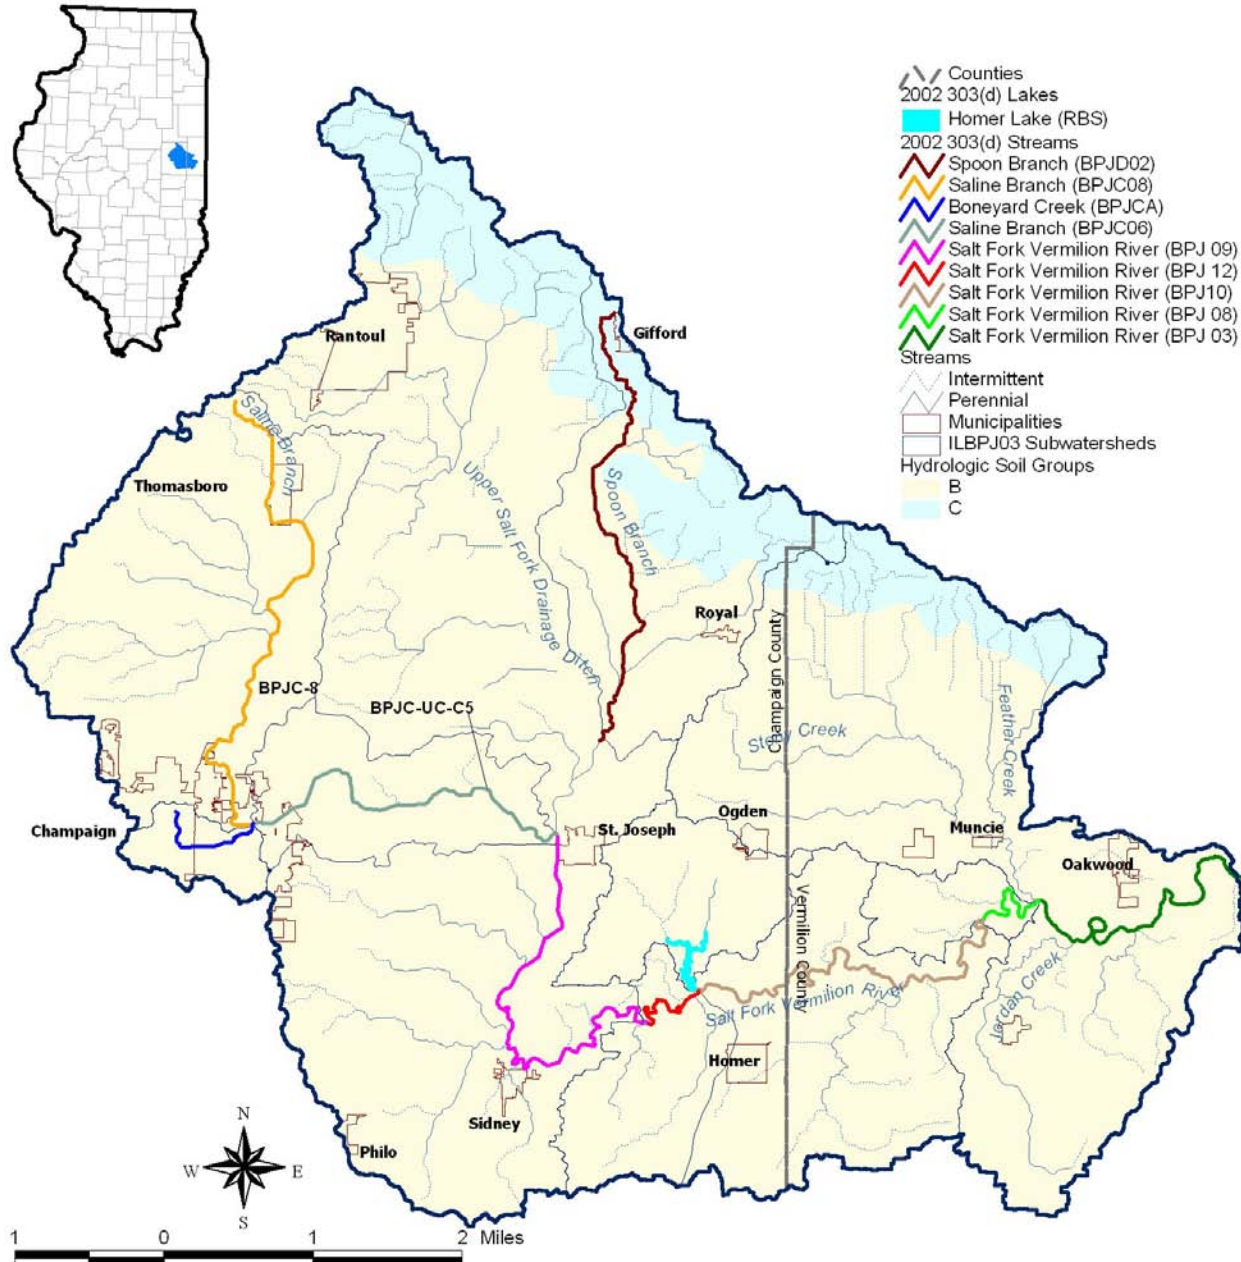 Counties
2002 303(d) Lakes
Homer Lake (RBS)
2002 303(d) Streams
Spoon Branch (BPJD02)
Saline Branch (BPJC08)
Boneyard Creek (BPJCA)
Saline Branch (BPJC06)
Salt Fork Vermilion River (BPJ 09)
Salt Fork Vermilion River (BPJ 12)
Salt Fork Vermilion River (BPJ10)
Salt Fork Vermilion River (BPJ 08)
Salt Fork Vermilion River (BPJ 03)
Streams
Intermittent
Perennial
Municipalities
ILBPJ03 Subwatersheds
Hydrologic Soil Groups
B
C
Rantoul
Gifford
Saline Branch
Thomasboro
Upper Salt Fork Drainage Ditch
Spoon Branch
Royal
Champaign County
BPJC-8
BPJC-UC-C5
Stony Creek
Feather Creek
Champaign
St. Joseph
Ogden
Muncie
Oakwood
Vermilion County
Salt Fork Vermilion River
Jordan Creek
Homer
Sidney
Philo
N
W
E
S
1 0 1 2 Miles